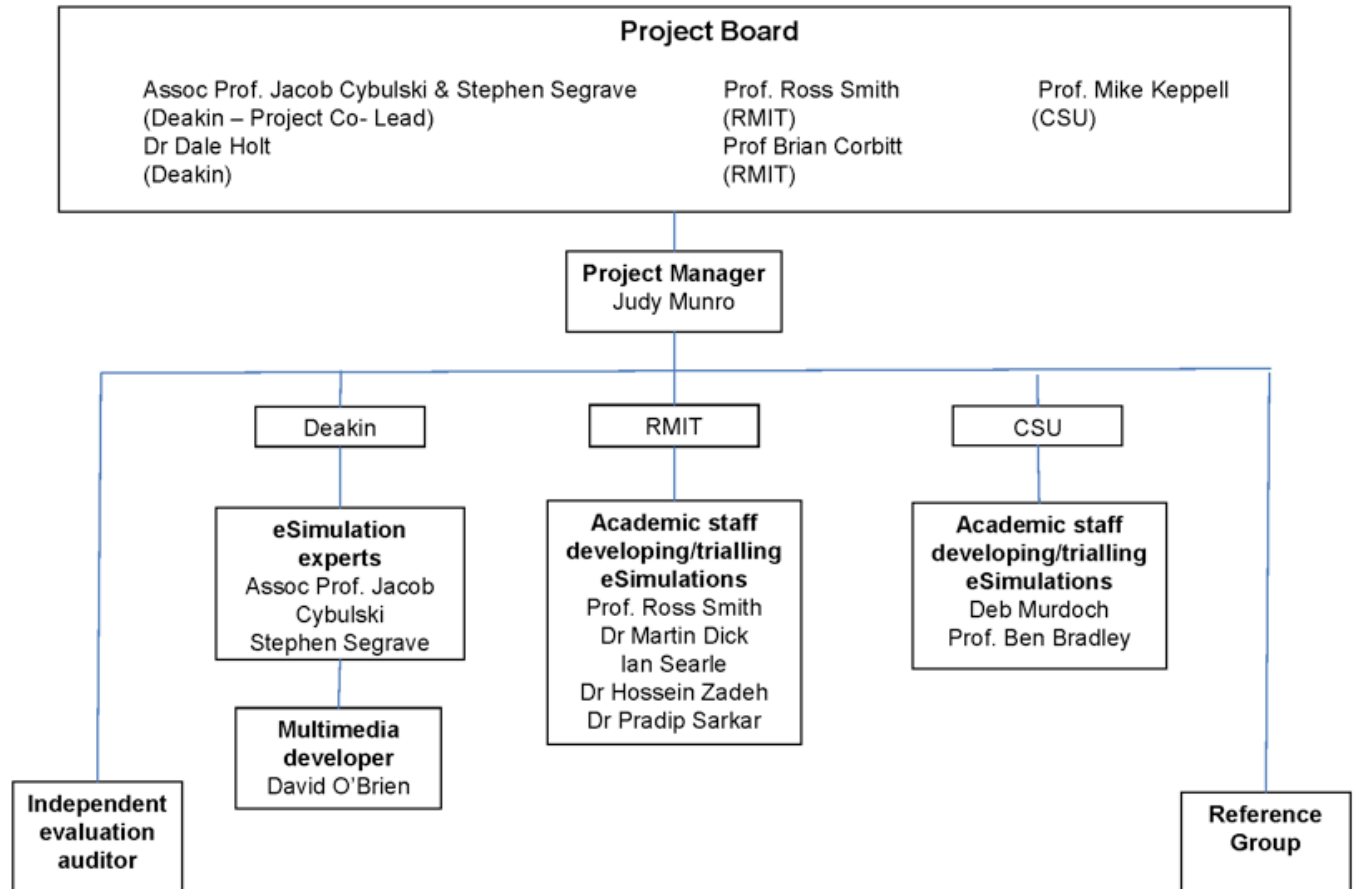 Project Board
Assoc Prof. Jacob Cybulski & Stephen Segrave
(Deakin – Project Co- Lead)
Dr Dale Holt
(Deakin)
Prof. Ross Smith
(RMIT)
Prof Brian Corbitt
(RMIT)
Prof. Mike Keppell
(CSU)
Project Manager
Judy Munro
Deakin
RMIT
CSU
eSimulation
experts
Assoc Prof. Jacob
Cybulski
Stephen Segrave
Multimedia
developer
David O’Brien
Academic staff
developing/trialling
eSimulations
Prof. Ross Smith
Dr Martin Dick
Ian Searle
Dr Hossein Zadeh
Dr Pradip Sarkar
Academic staff
developing/trialling
eSimulations
Deb Murdoch
Prof. Ben Bradley
Independent
evaluation
auditor
Reference
Group